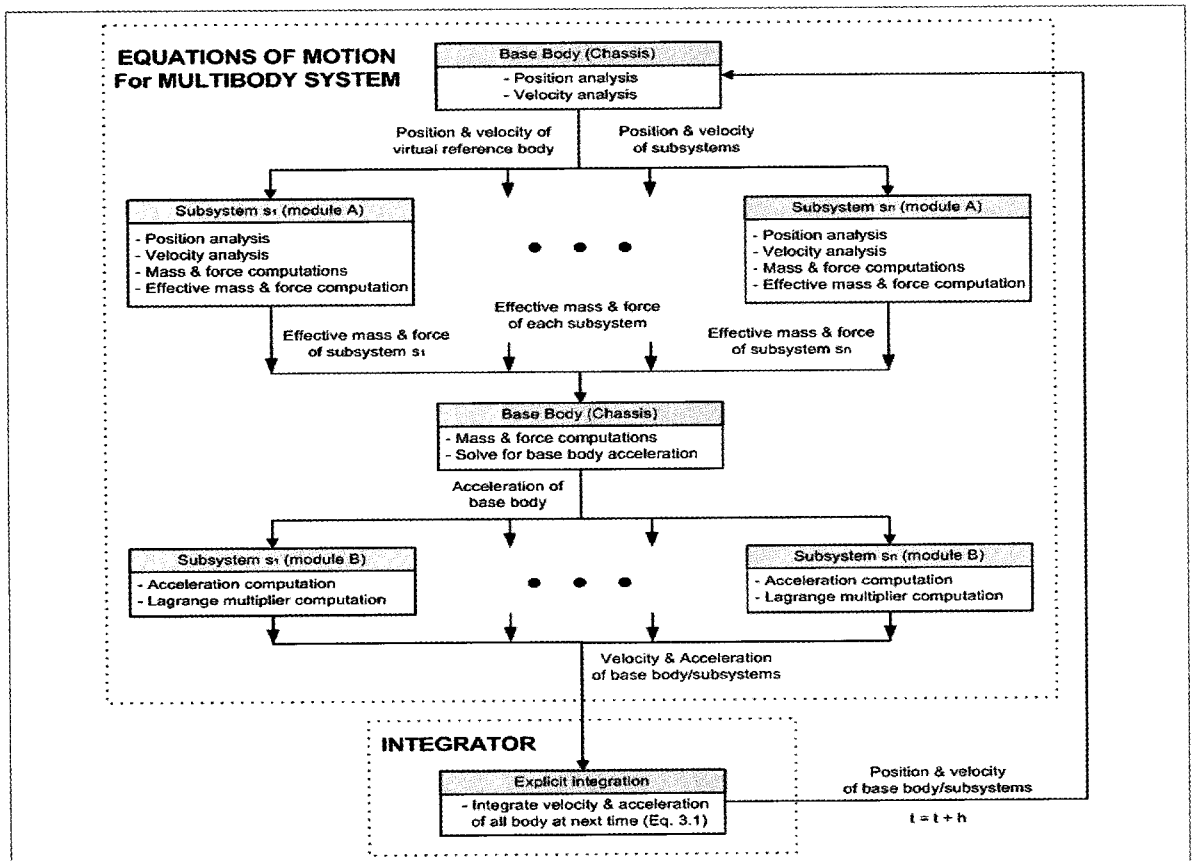 EQUATIONS OF MOTION
For MULTIBODY SYSTEM
Base Body (Chassis)
- Position analysis
- Velocity analysis
Position & velocity of
virtual reference body
Position & velocity
of subsystems
Subsystem s1 (module A)
- Position analysis
- Velocity analysis
- Mass & force computations
- Effective mass & force computation
Subsystem sn (module A)
- Position analysis
- Velocity analysis
- Mass & force computations
- Effective mass & force computation
Effective mass & force
of subsystem s1
Effective mass & force
of each subsystem
Effective mass & force
of subsystem sn
Base Body (Chassis)
- Mass & force computations
- Solve for base body acceleration
Acceleration of
base body
Subsystem s1 (module B)
- Acceleration computation
- Lagrange multiplier computation
Subsystem sn (module B)
- Acceleration computation
- Lagrange multiplier computation
Velocity & Acceleration
of base body/subsystems
INTEGRATOR
Explicit integration
- Integrate velocity & acceleration
of all body at next time (Eq. 3.1)
Position & velocity
of base body/subsystems
t = t + h